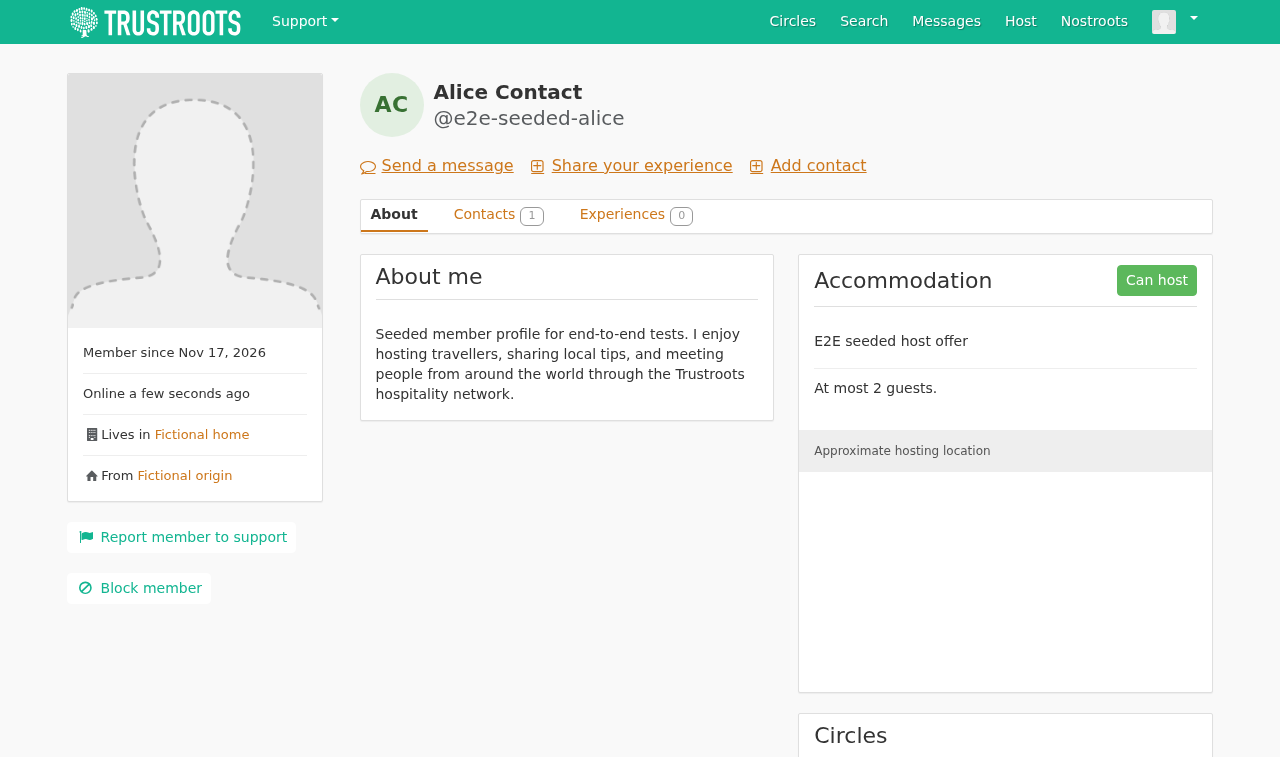 TRUSTROOTS
Support
Circles
Search
Messages
Host
Nostroots
AC
Alice Contact
@e2e-seeded-alice
Send a message
Share your experience
Add contact
About
Contacts 1
Experiences 0
Member since Nov 17, 2026
Online a few seconds ago
Lives in Fictional home
From Fictional origin
Report member to support
Block member
About me
Seeded member profile for end-to-end tests. I enjoy
hosting travellers, sharing local tips, and meeting
people from around the world through the Trustroots
hospitality network.
Accommodation
Can host
E2E seeded host offer
At most 2 guests.
Approximate hosting location
Circles